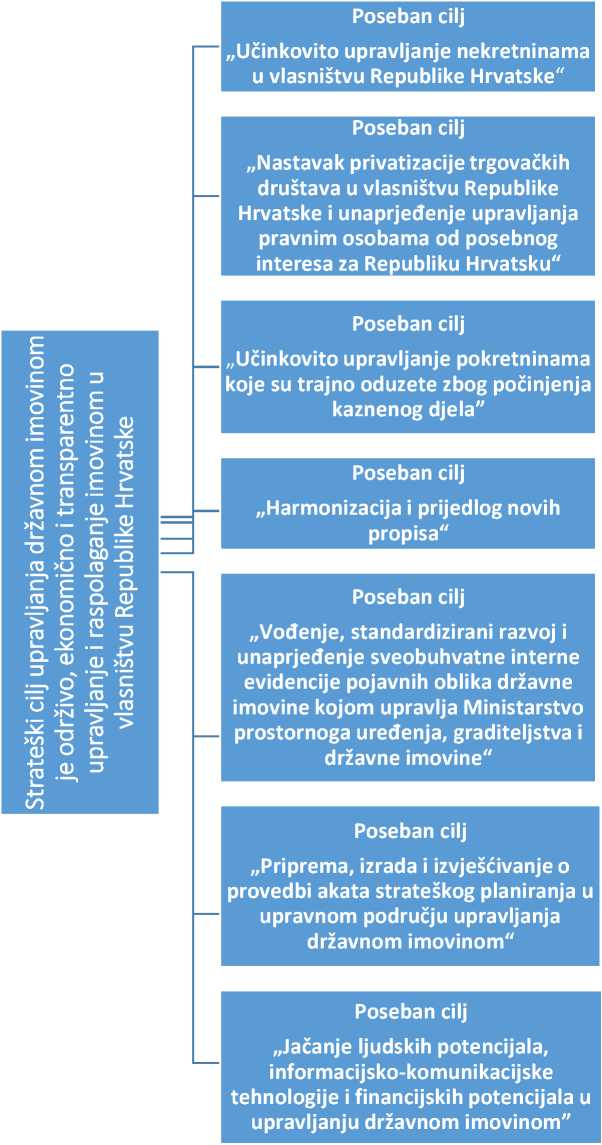 Strateški cilj upravljanja državnom imovinom
je održivo, ekonomično i transparentno
upravljanje i raspolaganje imovinom u
vlasništvu Republike Hrvatske
Poseban cilj
„Učinkovito upravljanje nekretninama
u vlasništvu Republike Hrvatske“
Poseban cilj
„Nastavak privatizacije trgovačkih
društava u vlasništvu Republike
Hrvatske i unaprjeđenje upravljanja
pravnim osobama od posebnog
interesa za Republiku Hrvatsku“
Poseban cilj
„Učinkovito upravljanje pokretninama
koje su trajno oduzete zbog počinjenja
kaznenog djela”
Poseban cilj
„Harmonizacija i prijedlog novih
propisa“
Poseban cilj
„Vođenje, standardizirani razvoj i
unaprjeđenje sveobuhvatne interne
evidencije pojavnih oblika državne
imovine kojom upravlja Ministarstvo
prostornoga uređenja, graditeljstva i
državne imovine“
Poseban cilj
„Priprema, izrada i izvješćivanje o
provedbi akata strateškog planiranja u
upravnom području upravljanja
državnom imovinom“
Poseban cilj
„Jačanje ljudskih potencijala,
informacijsko-komunikacijske
tehnologije i financijskih potencijala u
upravljanju državnom imovinom”